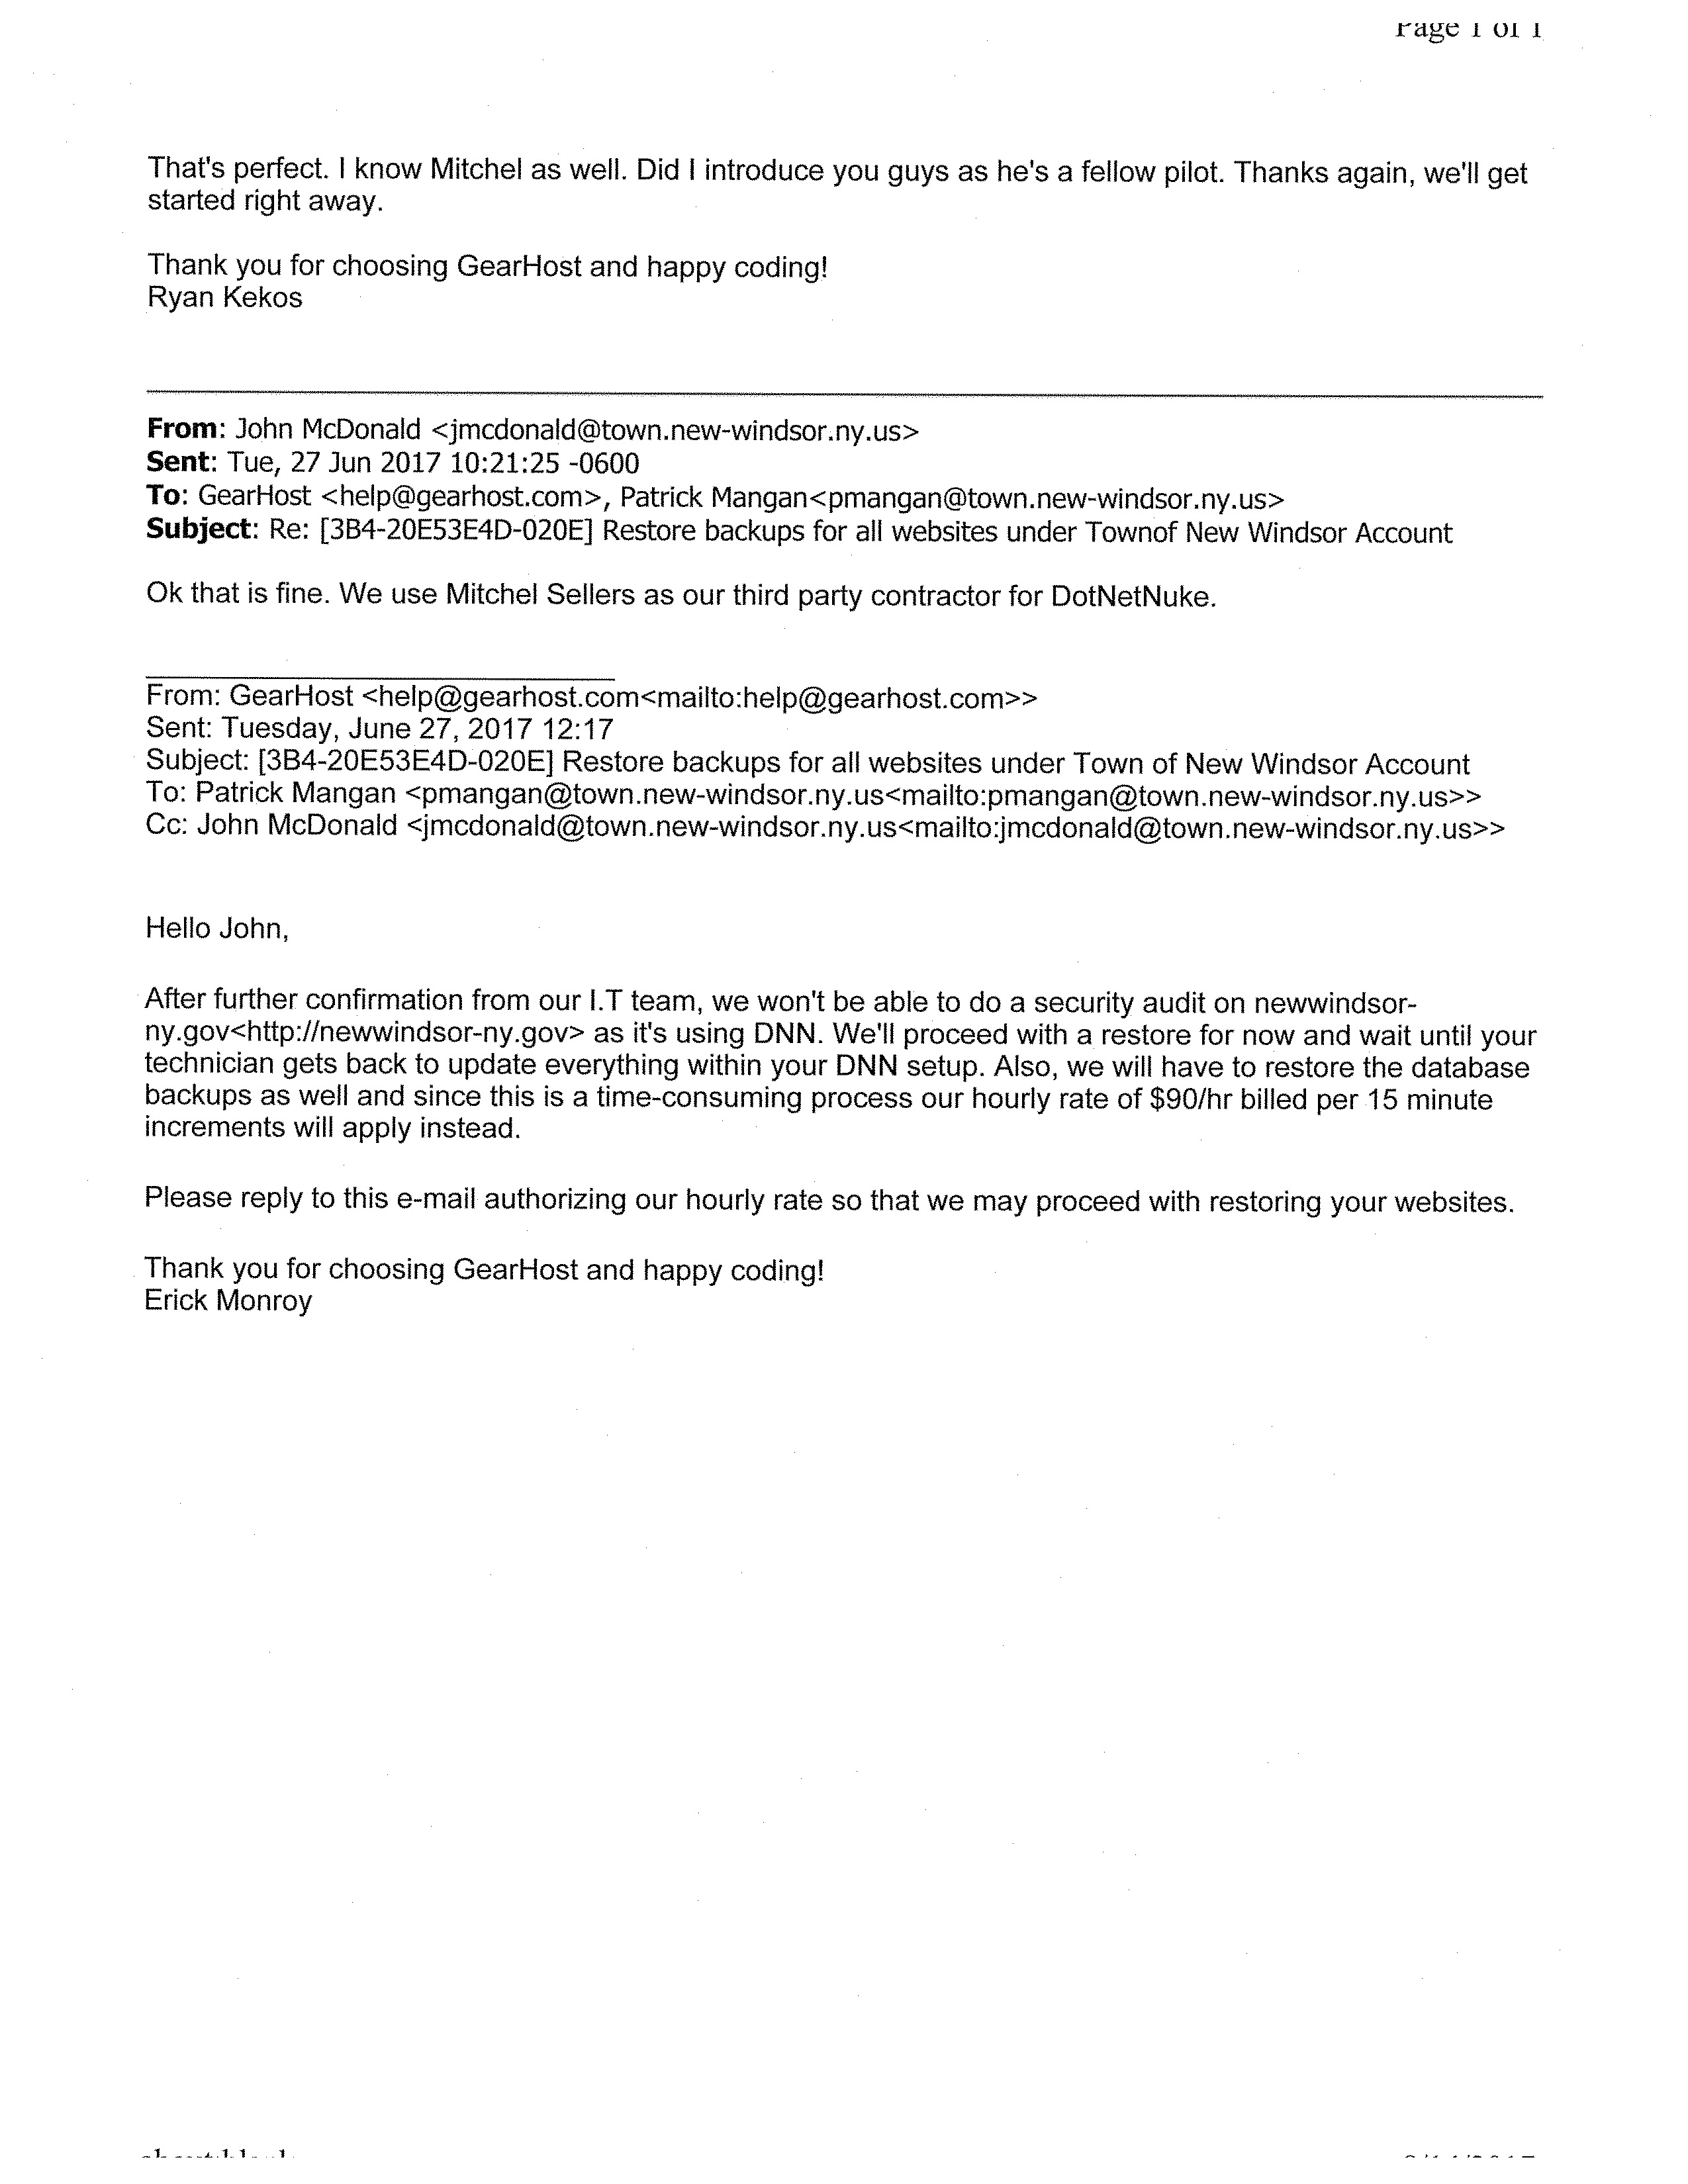 Page 1 of 1
That's perfect. I know Mitchel as well. Did I introduce you guys as he's a fellow pilot. Thanks again, we'll get
started right away.
Thank you for choosing GearHost and happy coding!
Ryan Kekos
From: John McDonald <jmcdonald@town.new-windsor.ny.us>
Sent: Tue, 27 Jun 2017 10:21:25 -0600
To: GearHost <help@gearhost.com>, Patrick Mangan<pmangan@town.new-windsor.ny.us>
Subject: Re: [3B4-20E53E4D-020E] Restore backups for all websites under Townof New Windsor Account
Ok that is fine. We use Mitchel Sellers as our third party contractor for DotNetNuke.
From: GearHost <help@gearhost.com<mailto:help@gearhost.com>>
Sent: Tuesday, June 27, 2017 12:17
Subject: [3B4-20E53E4D-020E] Restore backups for all websites under Town of New Windsor Account
To: Patrick Mangan <pmangan@town.new-windsor.ny.us<mailto:pmangan@town.new-windsor.ny.us>>
Cc: John McDonald <jmcdonald@town.new-windsor.ny.us<mailto:jmcdonald@town.new-windsor.ny.us>>
Hello John,
After further confirmation from our I.T team, we won't be able to do a security audit on newwindsor-
ny.gov<http://newwindsor-ny.gov> as it's using DNN. We'll proceed with a restore for now and wait until your
technician gets back to update everything within your DNN setup. Also, we will have to restore the database
backups as well and since this is a time-consuming process our hourly rate of $90/hr billed per 15 minute
increments will apply instead.
Please reply to this e-mail authorizing our hourly rate so that we may proceed with restoring your websites.
Thank you for choosing GearHost and happy coding!
Erick Monroy